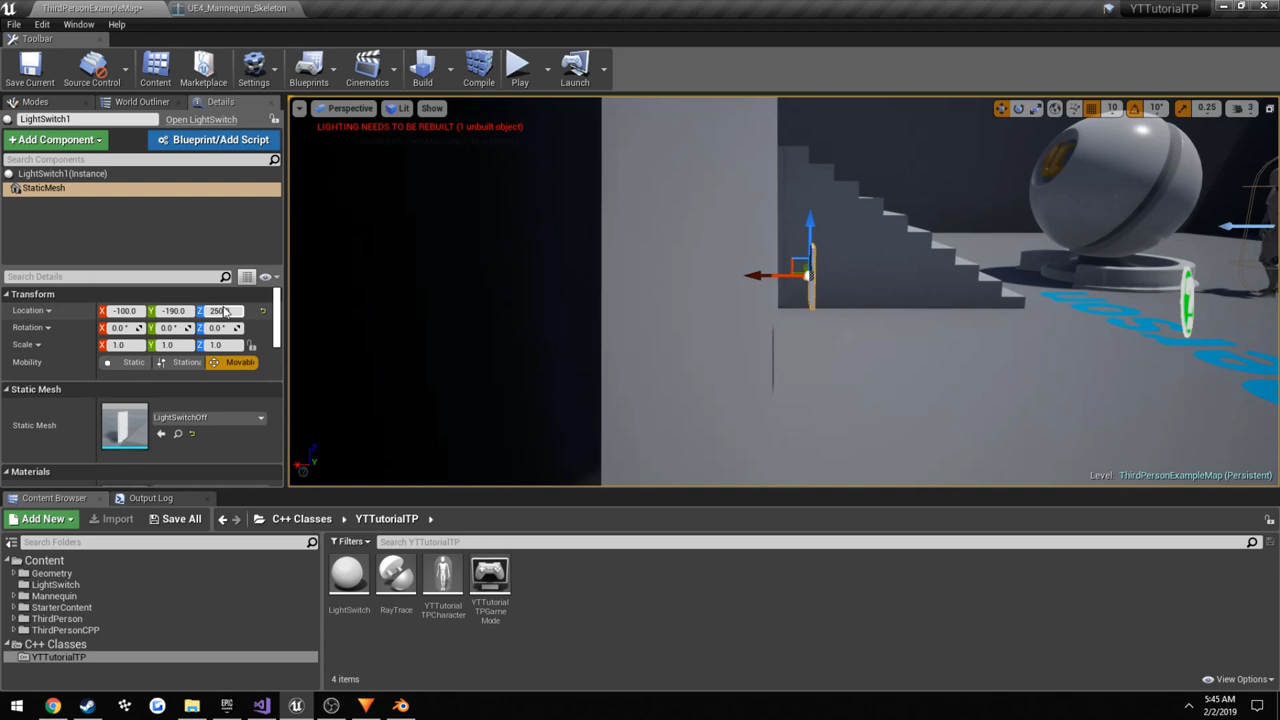 ThirdPersonExampleMap*
UE4_Mannequin_Skeleton
YTTutorialTP
File Edit Window Help
Toolbar
Save Current
Source Control
Content
Marketplace
Settings
Blueprints
Cinematics
Build
Compile
Play
Launch
Modes
World Outliner
Details
LightSwitch1
Open LightSwitch
+Add Component
Blueprint/Add Script
Search Components
LightSwitch1(Instance)
StaticMesh
Search Details
Transform
Location X -100.0 Y -190.0 Z 250
Rotation X 0.0 ° Y 0.0 ° Z 0.0 °
Scale X 1.0 Y 1.0 Z 1.0
Mobility Static Station Movabl
Static Mesh
Static Mesh
LightSwitchOff
Materials
Perspective Lit Show
10 10° 0.25 3
LIGHTING NEEDS TO BE REBUILT (1 unbuilt object)
Z
X
Y
Level: ThirdPersonExampleMap (Persistent)
Content Browser
Output Log
Add New
Import
Save All
C++ Classes
YTTutorialTP
Search Folders
Filters
Search YTTutorialTP
Content
Geometry
LightSwitch
Mannequin
StarterContent
ThirdPerson
ThirdPersonCPP
C++ Classes
YTTutorialTP
LightSwitch
RayTrace
YTTutorial
TPCharacter
YTTutorial
TPGame
Mode
4 items
View Options
5:45 AM
2/2/2019